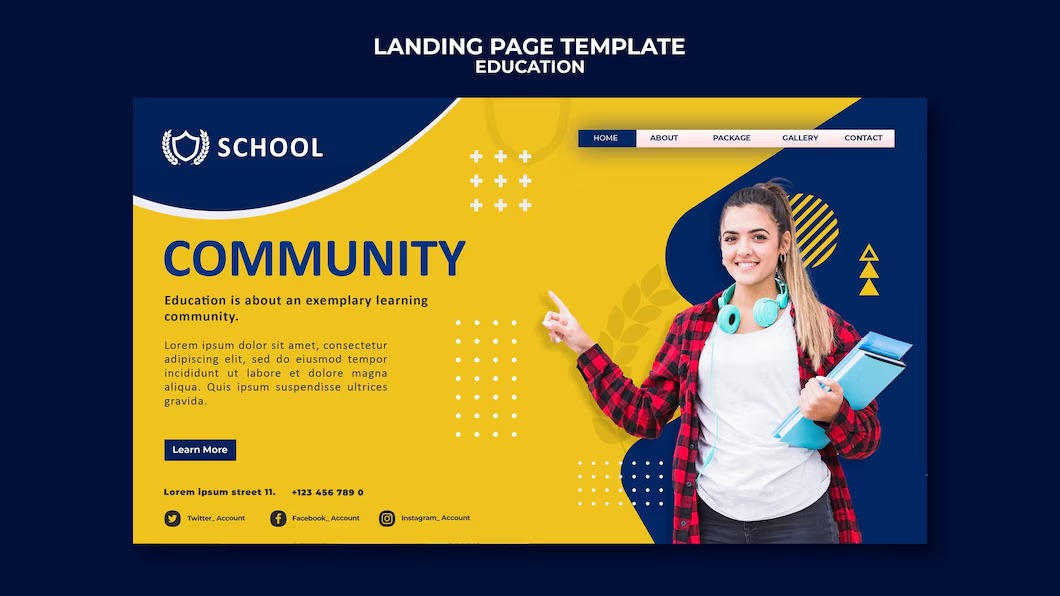 LANDING PAGE TEMPLATE
EDUCATION
SCHOOL
HOME ABOUT PACKAGE GALLERY CONTACT
COMMUNITY
Education is about an exemplary learning
community.
Lorem ipsum dolor sit amet, consectetur
adipiscing elit, sed do eiusmod tempor
incididunt ut labore et dolore magna
aliqua. Quis ipsum suspendisse ultrices
gravida.
Learn More
Lorem ipsum street 11. +123 456 789 0
Twitter_ Account Facebook_ Account Instagram_ Account